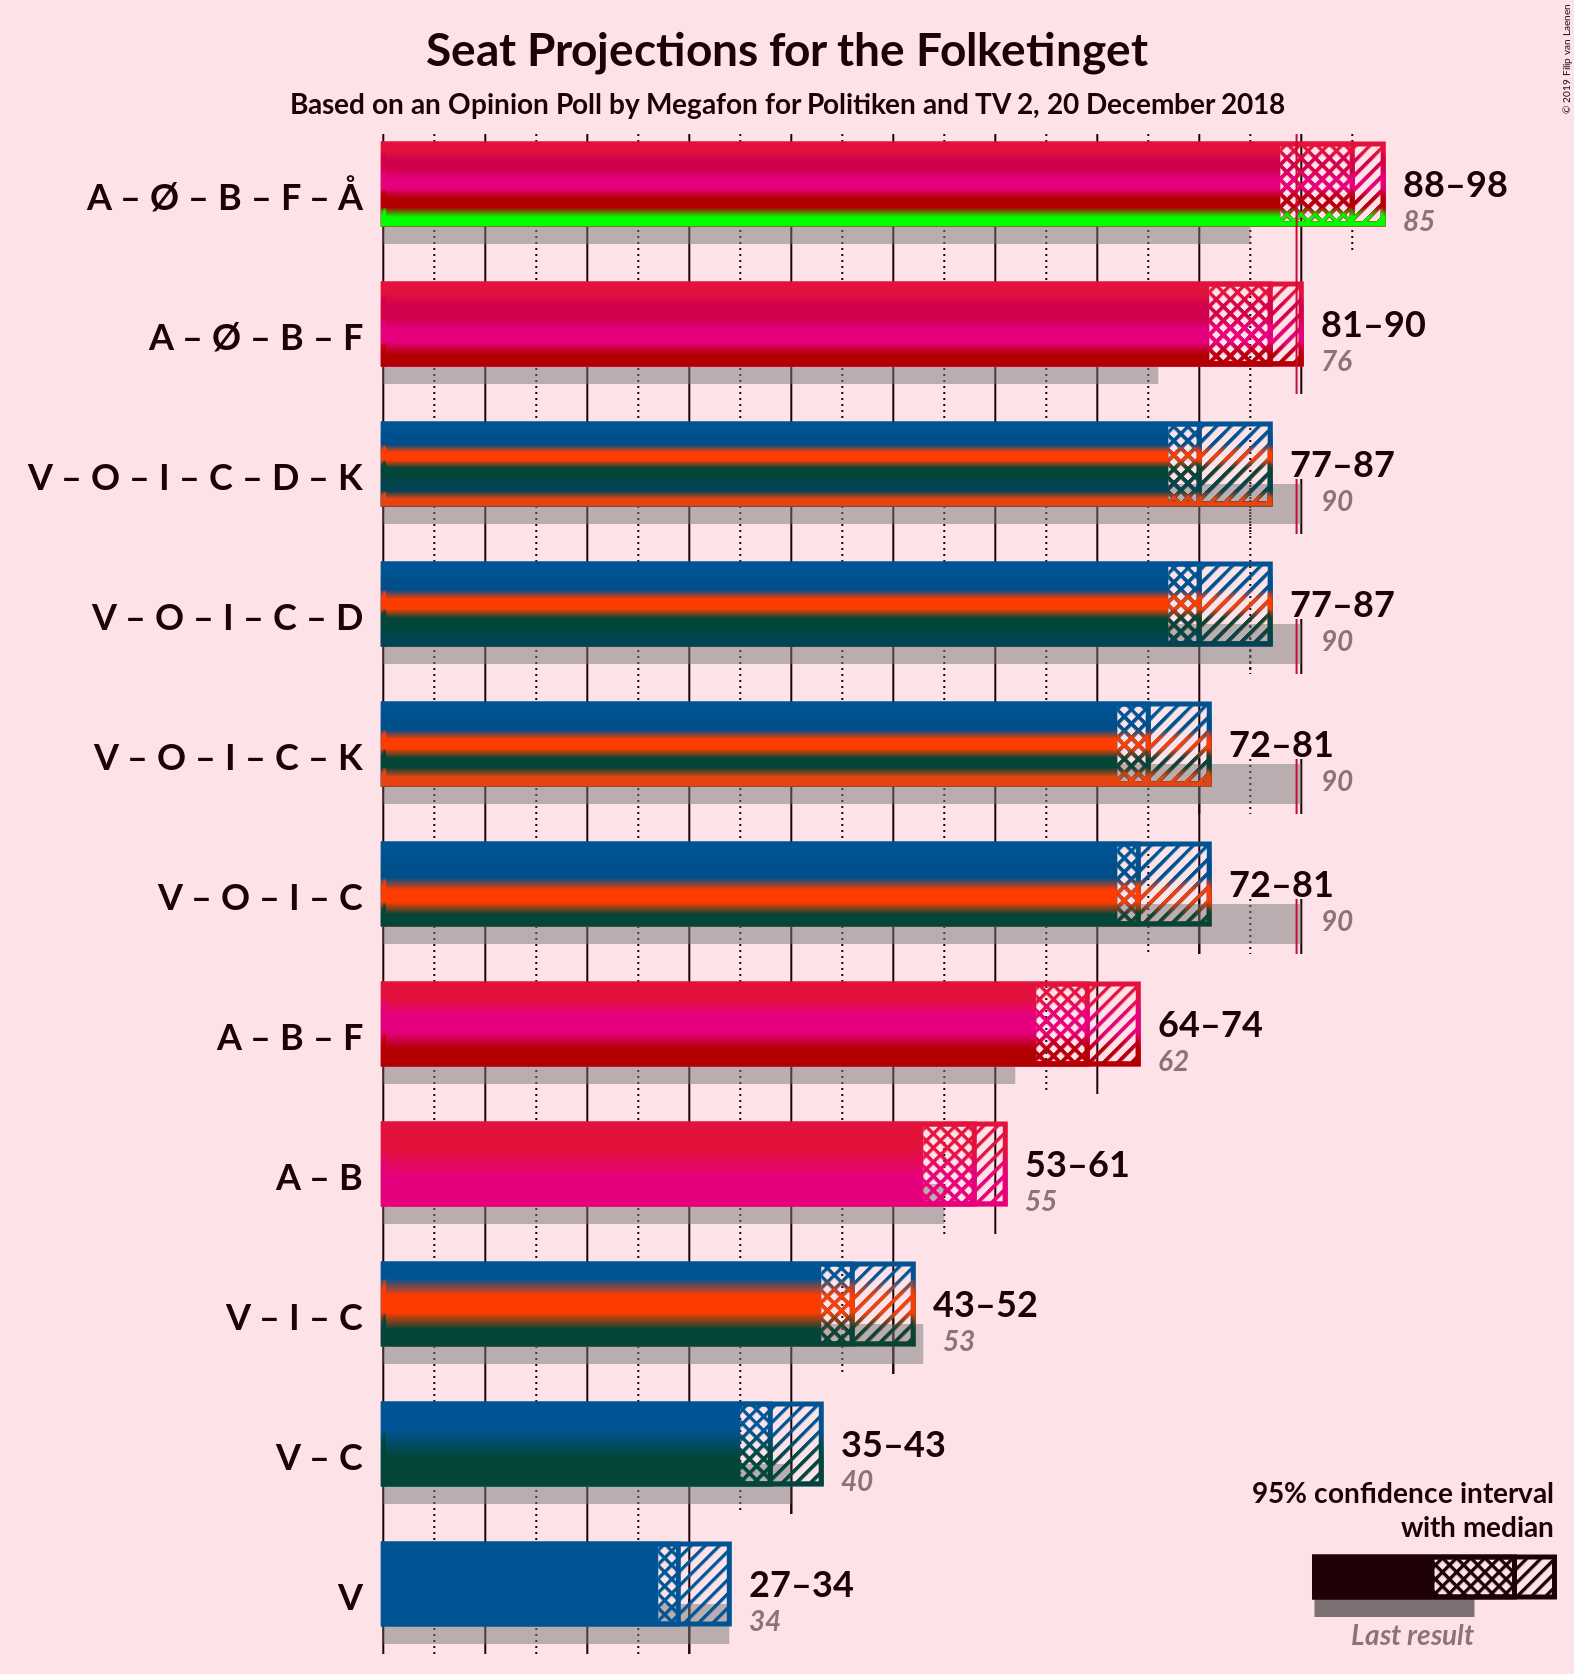 Seat Projections for the Folketinget
Based on an Opinion Poll by Megafon for Politiken and TV 2, 20 December 2018
© 2019 Filip van Laenen
A – Ø – B – F – Å
88–98
85
A – Ø – B – F
81–90
76
V – O – I – C – D – K
77–87
90
V – O – I – C – D
77–87
90
V – O – I – C – K
72–81
90
V – O – I – C
72–81
90
A – B – F
64–74
62
A – B
53–61
55
V – I – C
43–52
53
V – C
35–43
40
V
27–34
34
95% confidence interval
with median
Last result